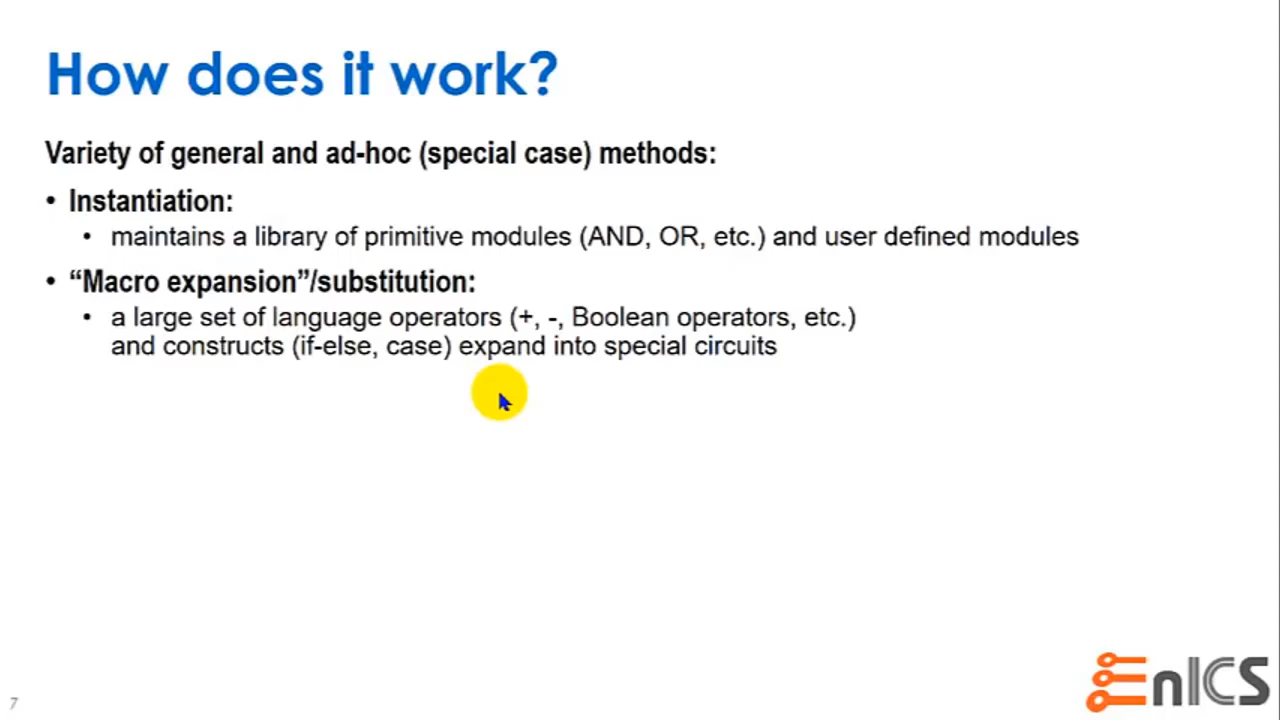 How does it work?
Variety of general and ad-hoc (special case) methods:
• Instantiation:
• maintains a library of primitive modules (AND, OR, etc.) and user defined modules
• “Macro expansion”/substitution:
• a large set of language operators (+, -, Boolean operators, etc.)
and constructs (if-else, case) expand into special circuits
7
EnICS